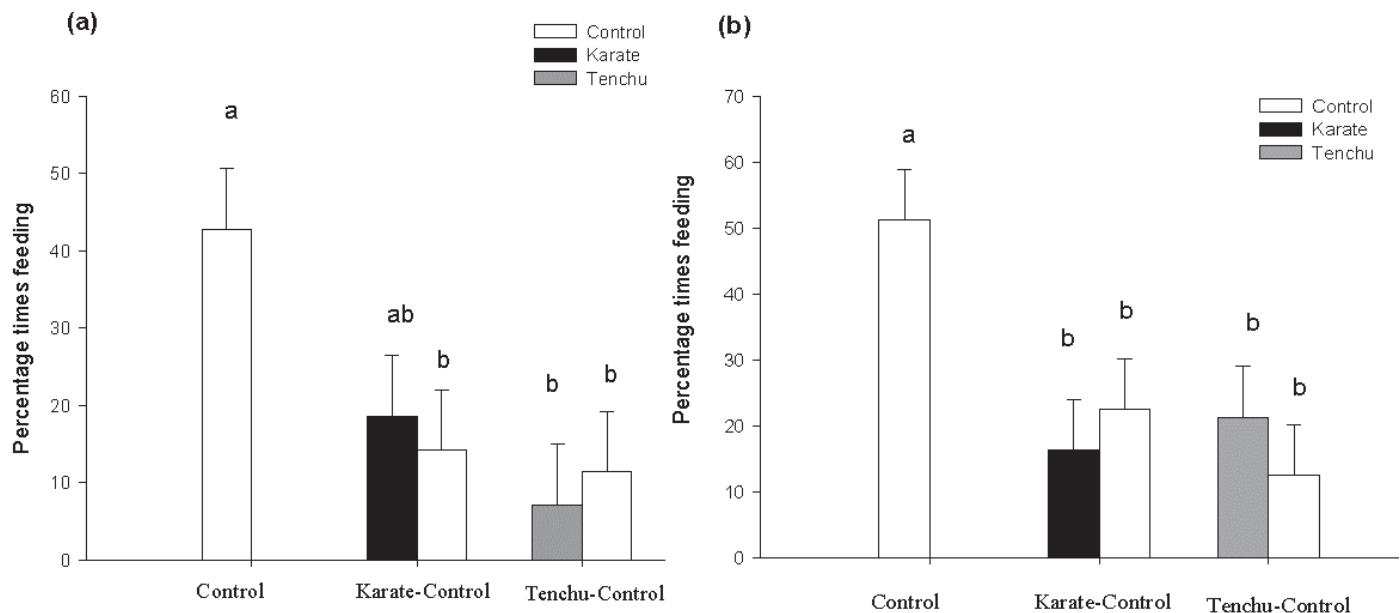 (a)
Control
Karate
Tenchu
60
50
40
30
20
10
0
Percentage times feeding
a
ab
b
b
b
Control
Karate-Control
Tenchu-Control
(b)
Control
Karate
Tenchu
70
60
50
40
30
20
10
0
Percentage times feeding
a
b
b
b
b
Control
Karate-Control
Tenchu-Control